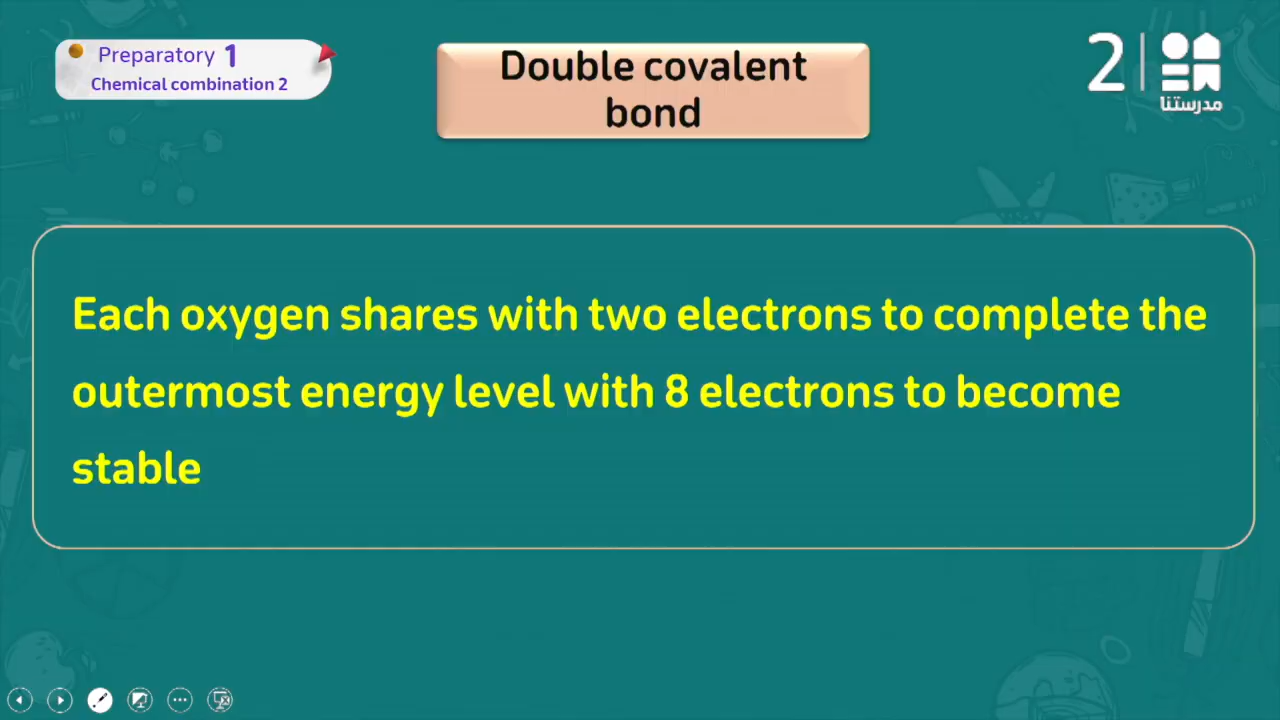 Preparatory 1
Chemical combination 2
Double covalent
bond
2
مدرستنا
Each oxygen shares with two electrons to complete the
outermost energy level with 8 electrons to become
stable